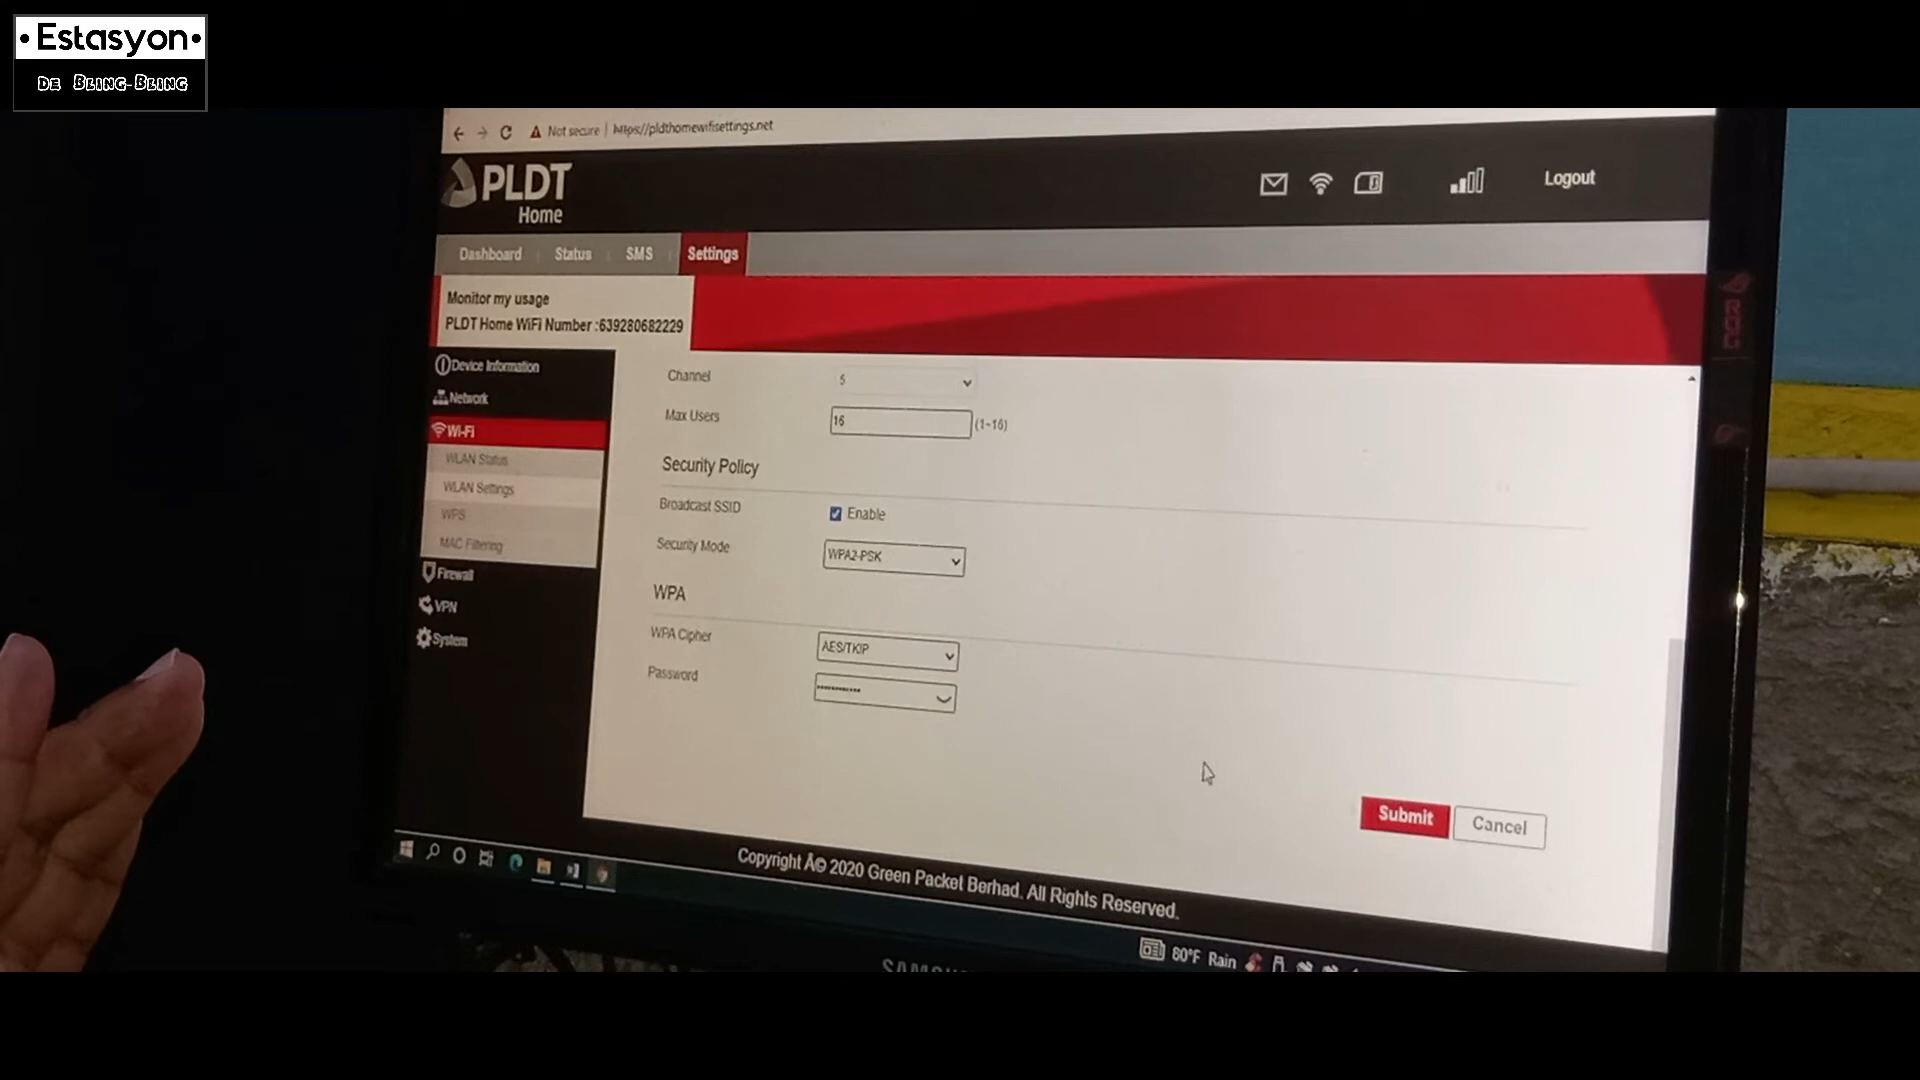 • Estasyon •
De Bling-Bling
Not secure | https://pldthomewifisettings.net
PLDT
Home
Logout
Dashboard
Status
SMS
Settings
Monitor my usage
PLDT Home WiFi Number :639280682229
Device Information
Network
Wi-Fi
WLAN Status
WLAN Settings
WPS
MAC Filtering
Firewall
VPN
System
Channel
5
Max Users
16
(1~16)
Security Policy
Broadcast SSID
Enable
Security Mode
WPA2-PSK
WPA
WPA Cipher
AES/TKIP
Password
Submit
Cancel
Copyright Â© 2020 Green Packet Berhad. All Rights Reserved.
80°F Rain